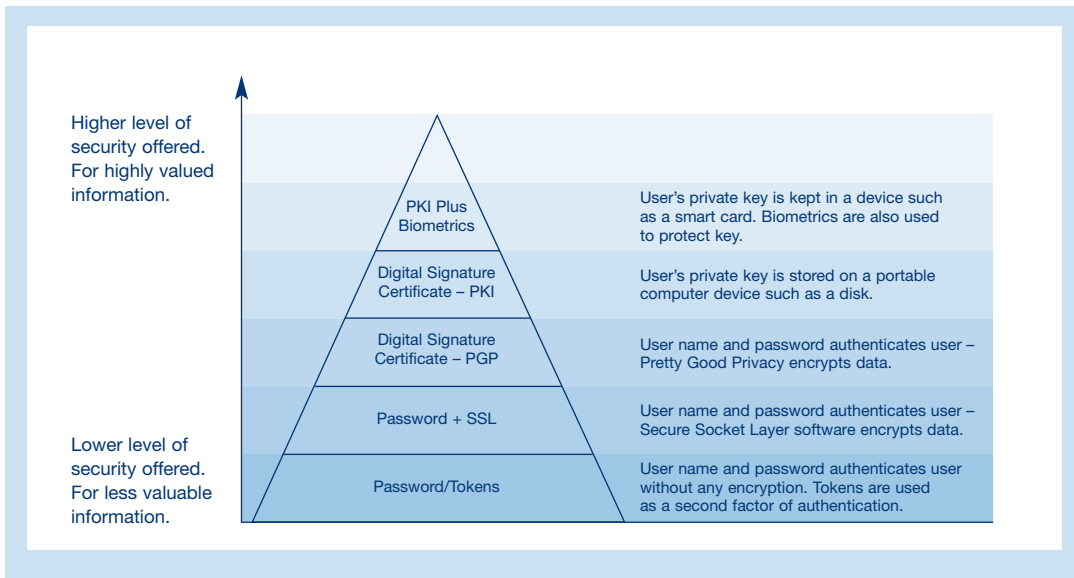 Higher level of
security offered.
For highly valued
information.
PKI Plus
Biometrics
User's private key is kept in a device such
as a smart card. Biometrics are also used
to protect key.
Digital Signature
Certificate – PKI
User's private key is stored on a portable
computer device such as a disk.
Digital Signature
Certificate – PGP
User name and password authenticates user –
Pretty Good Privacy encrypts data.
Password + SSL
User name and password authenticates user –
Secure Socket Layer software encrypts data.
Lower level of
security offered.
For less valuable
information.
Password/Tokens
User name and password authenticates user
without any encryption. Tokens are used
as a second factor of authentication.